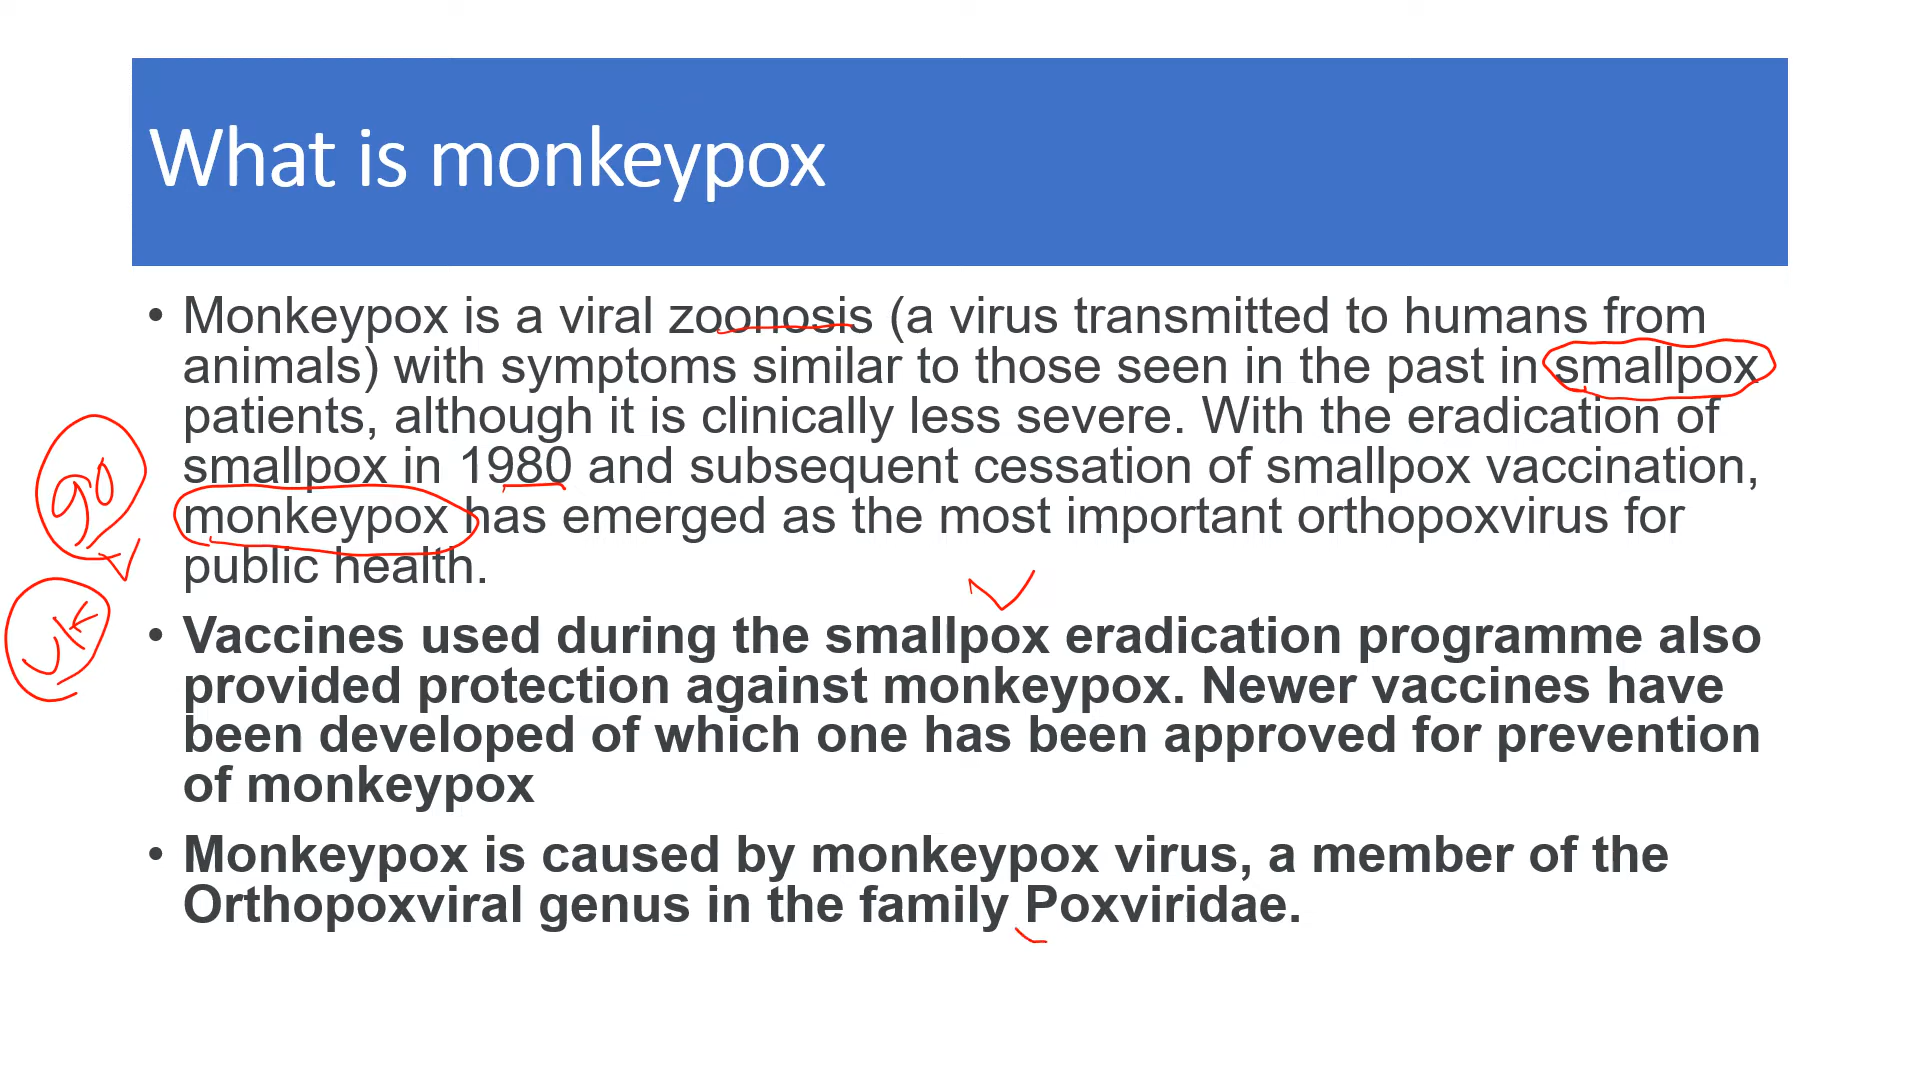 What is monkeypox
• Monkeypox is a viral zoonosis (a virus transmitted to humans from
animals) with symptoms similar to those seen in the past in smallpox
patients, although it is clinically less severe. With the eradication of
smallpox in 1980 and subsequent cessation of smallpox vaccination,
monkeypox has emerged as the most important orthopoxvirus for
public health.
90
UK
• Vaccines used during the smallpox eradication programme also
provided protection against monkeypox. Newer vaccines have
been developed of which one has been approved for prevention
of monkeypox
• Monkeypox is caused by monkeypox virus, a member of the
Orthopoxviral genus in the family Poxviridae.